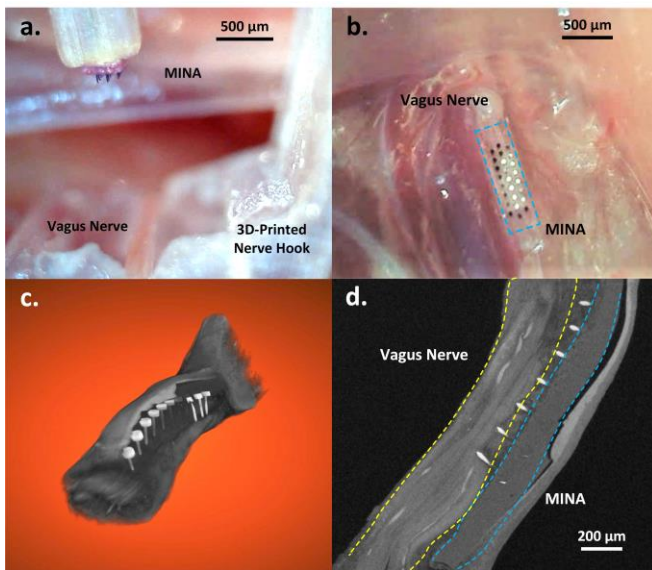 a.
500 µm
MINA
Vagus Nerve
3D-Printed
Nerve Hook
b.
500 µm
Vagus Nerve
MINA
c.
d.
Vagus Nerve
MINA
200 µm